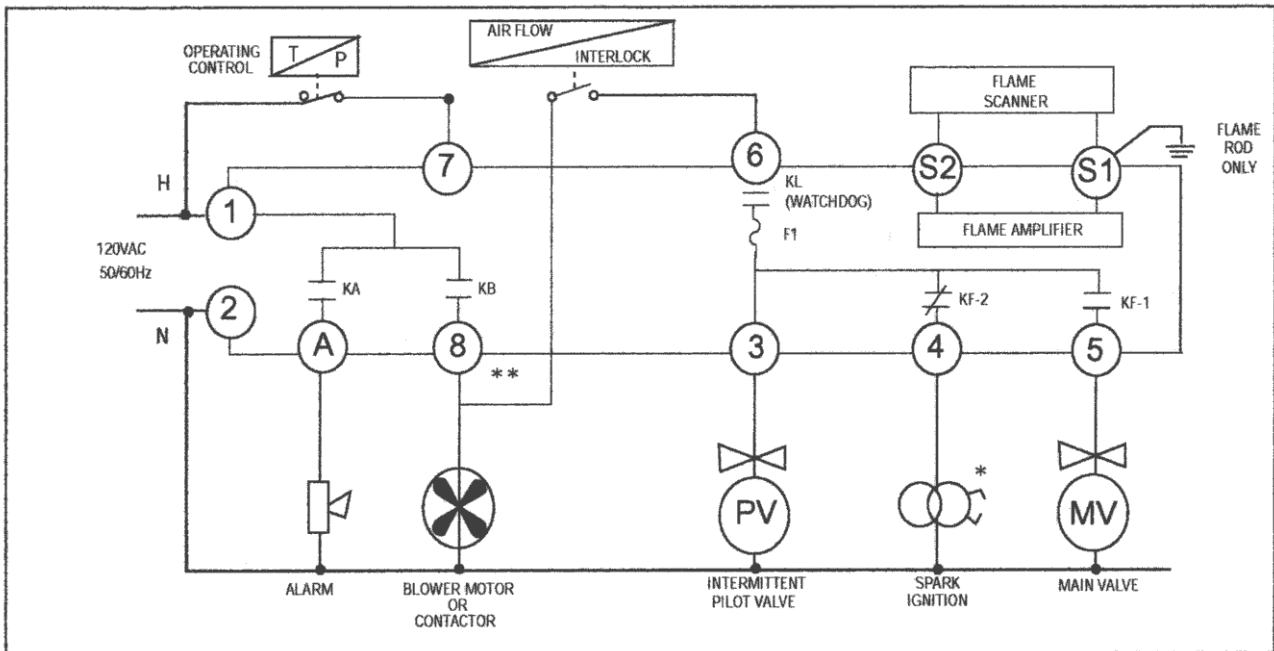 OPERATING
CONTROL
T P
AIR FLOW
INTERLOCK
FLAME
SCANNER
FLAME
ROD
ONLY
7
6
S2
S1
H
1
KL
(WATCHDOG)
F1
FLAME AMPLIFIER
120VAC
50/60Hz
2
KA
KB
KF-2
KF-1
N
A
8
3
4
5
**
*
PV
MV
ALARM
BLOWER MOTOR
OR
CONTACTOR
INTERMITTENT
PILOT VALVE
SPARK
IGNITION
MAIN VALVE